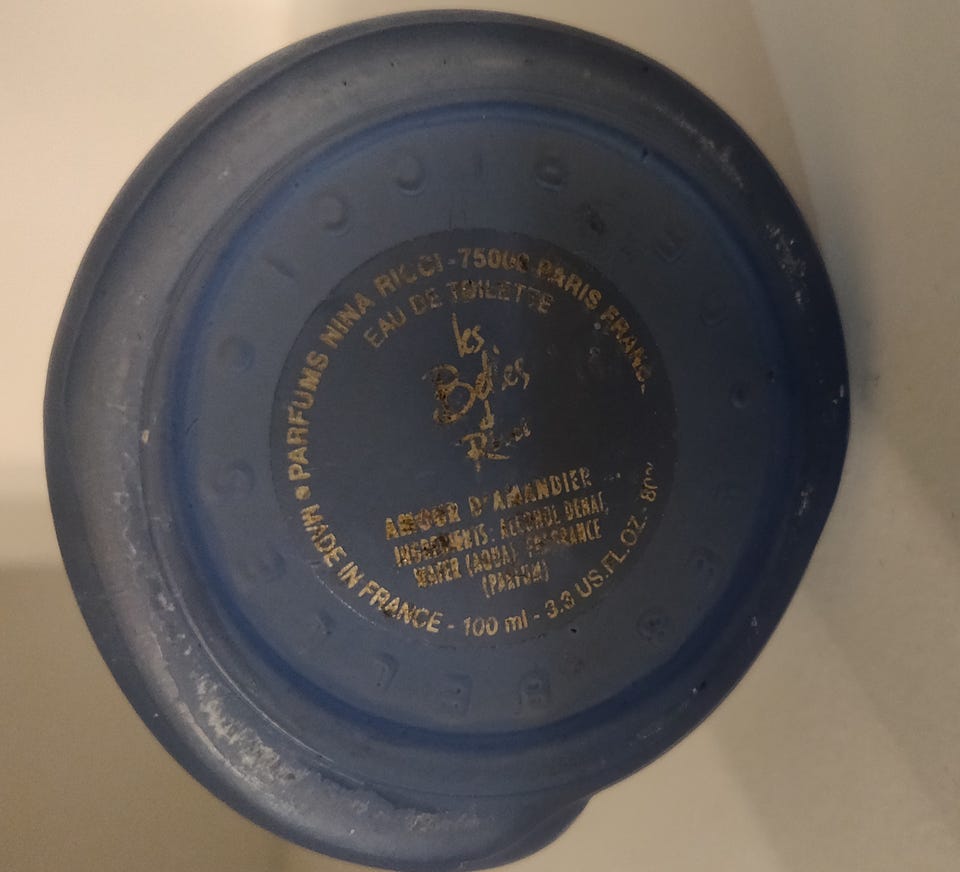 PARFUMS NINA RICCI - 75008 PARIS FRANCE
EAU DE TOILETTE
les
Belles
de
Ricci
AMOUR D'AMANDIER
INGREDIENTS: ALCOHOL DENAT,
WATER (AQUA), FRAGRANCE
(PARFUM)
MADE IN FRANCE - 100 ml - 3.3 US.FL.OZ. - 80%